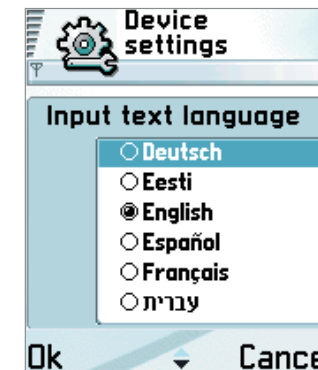 Device
settings
Input text language
Deutsch
Eesti
English
Español
Français
עברית
Ok Cance